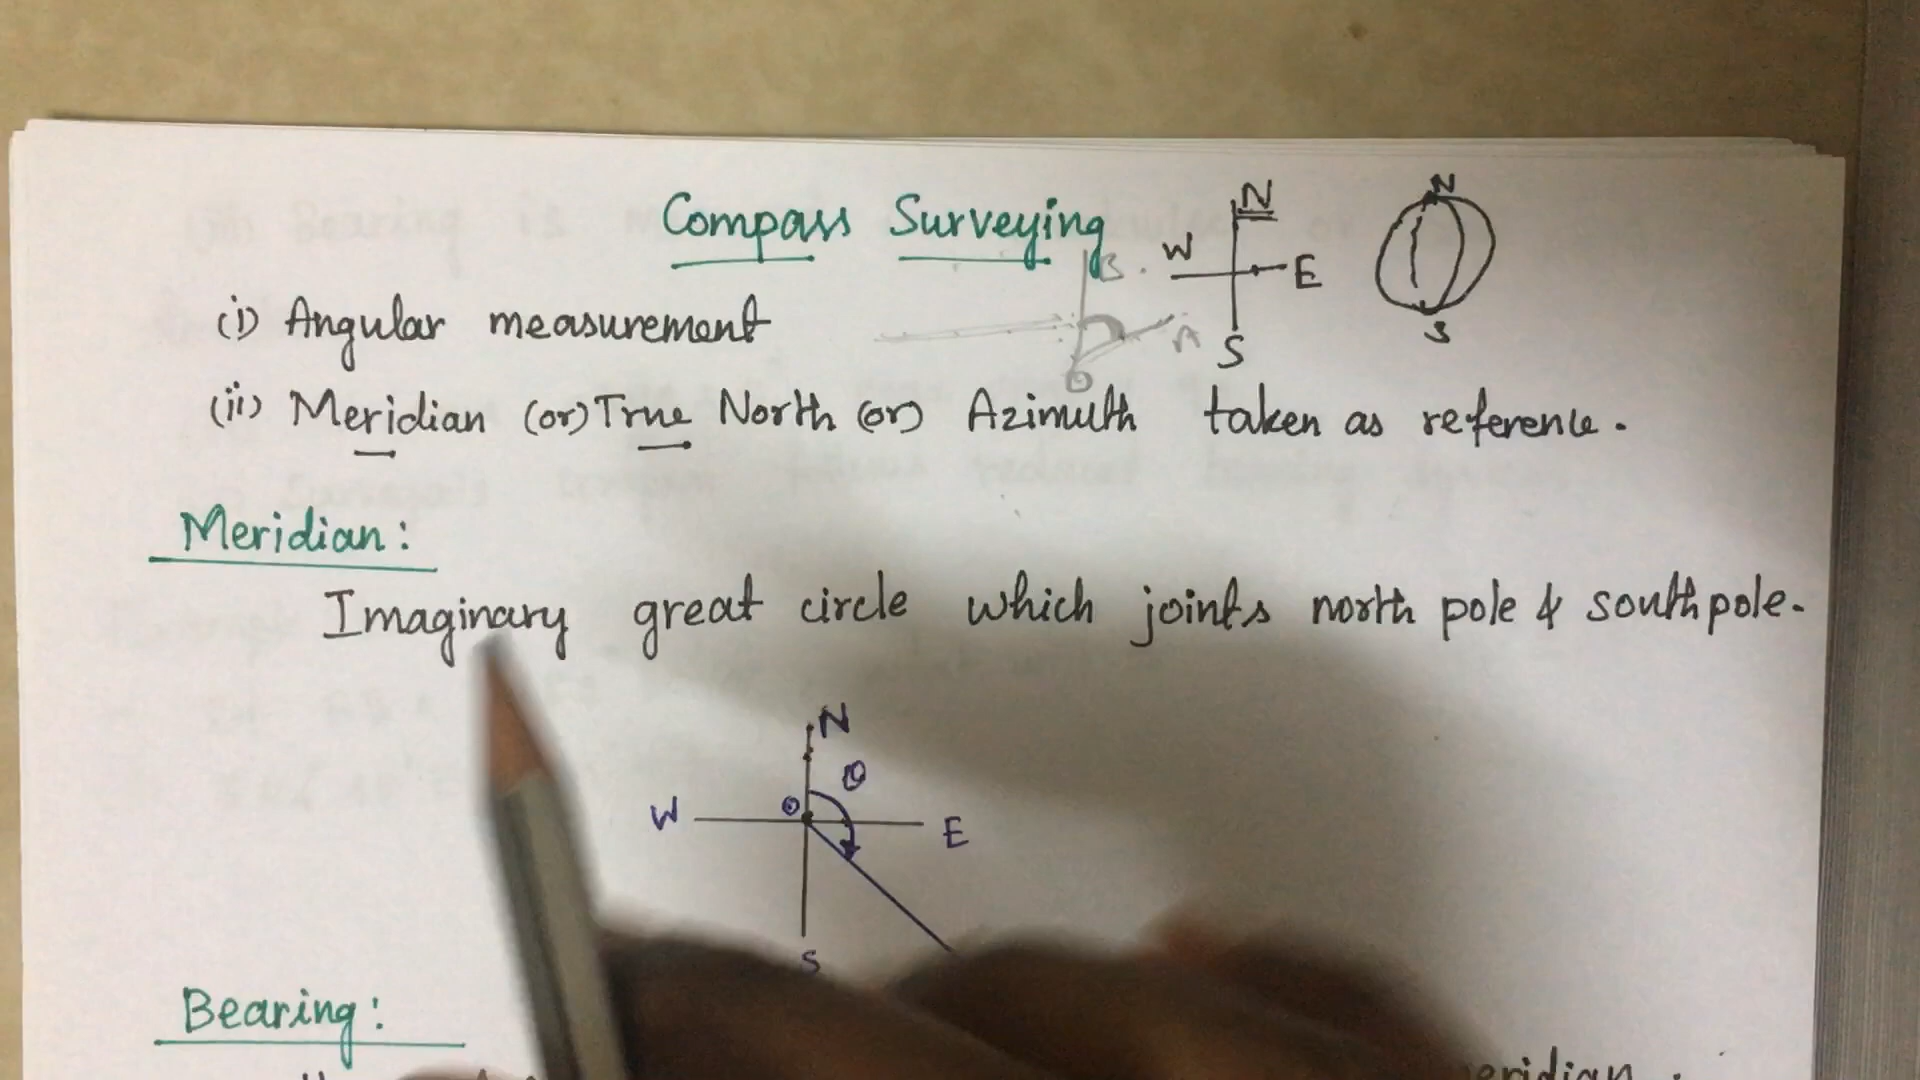 Compass Surveying
N
W E
S
N
S
B
A
O
(i) Angular measurement
(ii) Meridian (or) True North (or) Azimuth taken as reference.
Meridian:
Imaginary great circle which joints north pole & south pole.
N
θ
O
W E
S
Bearing:
meridian.